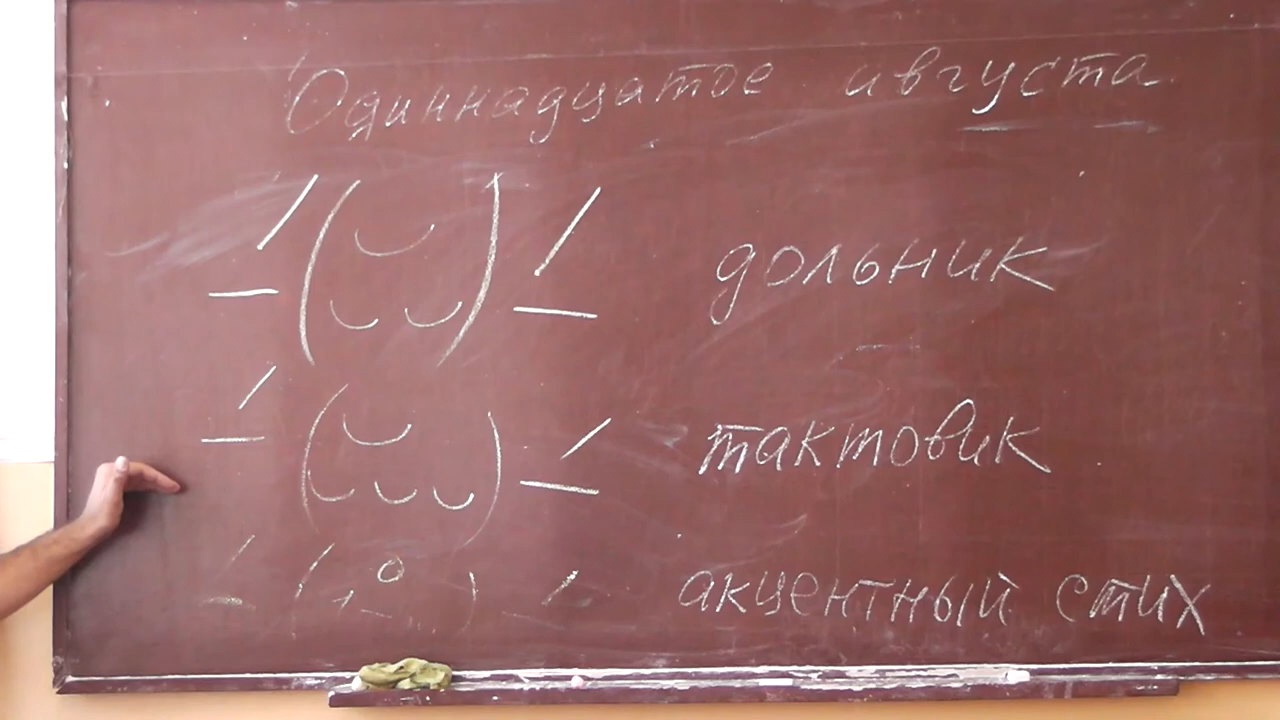 Одиннадцатое августа
дольник
тактовик
акцентный стих